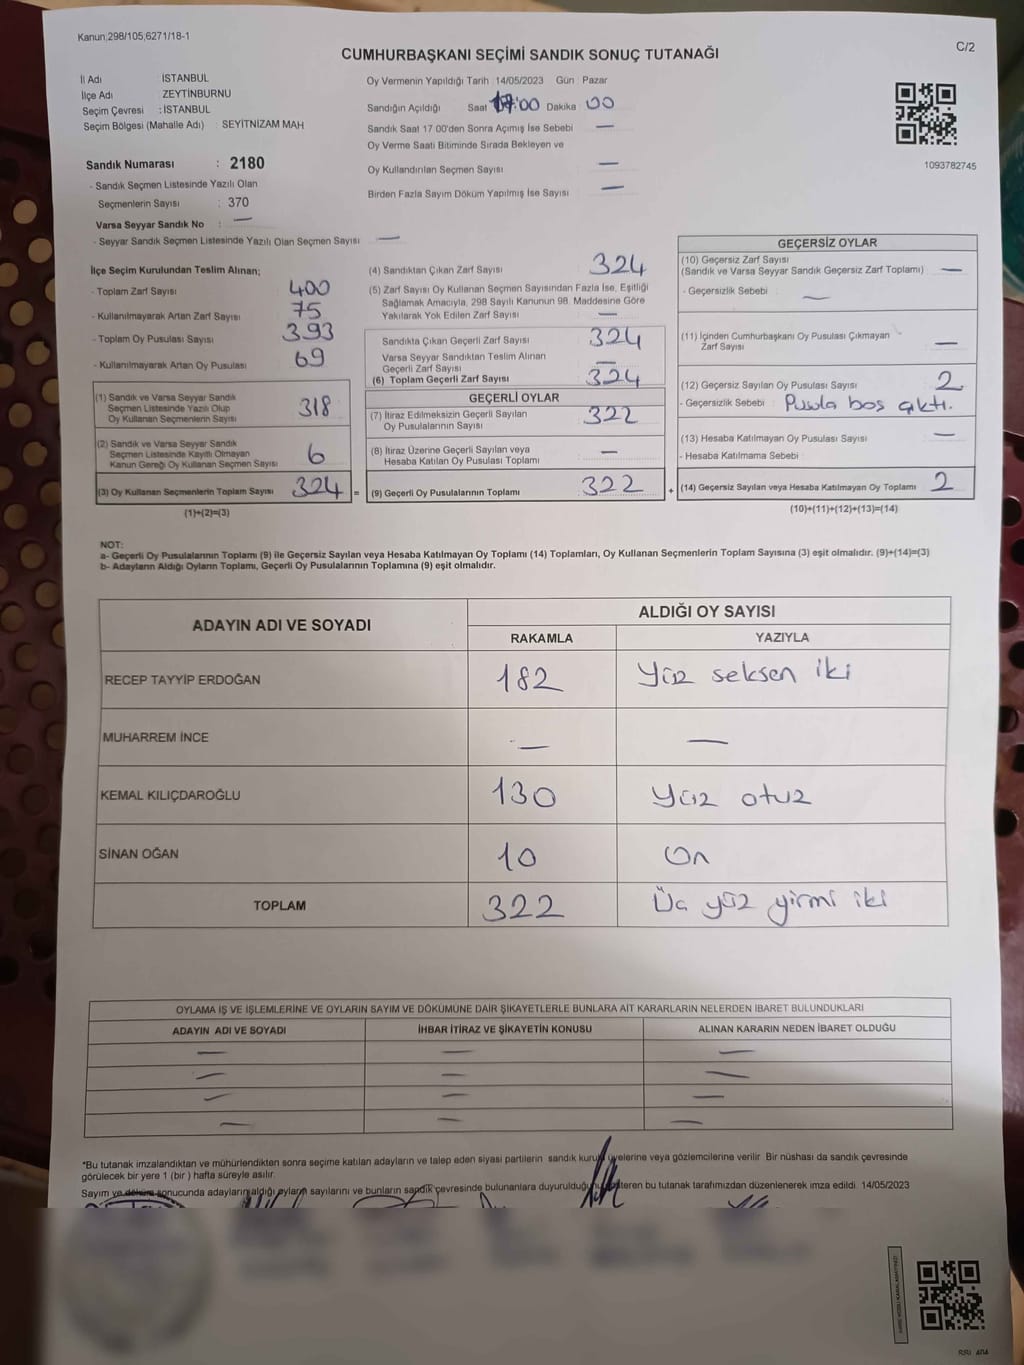 Kanun,298/105,6271/18-1
C/2
CUMHURBAŞKANI SEÇİMİ SANDIK SONUÇ TUTANAĞI
İl Adı : İSTANBUL
İlçe Adı : ZEYTİNBURNU
Seçim Çevresi : İSTANBUL
Seçim Bölgesi (Mahalle Adı) : SEYİTNİZAM MAH
Oy Vermenin Yapıldığı Tarih : 14/05/2023 Gün : Pazar
Sandığın Açıldığı Saat 17:00 Dakika : 00
Sandık Saat 17 00'den Sonra Açımış İse Sebebi —
Oy Verme Saati Bitiminde Sırada Bekleyen ve
Oy Kullandırılan Seçmen Sayısı —
Birden Fazla Sayım Döküm Yapılmış İse Sayısı —
1093782745
Sandık Numarası : 2180
- Sandık Seçmen Listesinde Yazılı Olan
Seçmenlerin Sayısı : 370
Varsa Seyyar Sandık No : —
- Seyyar Sandık Seçmen Listesinde Yazılı Olan Seçmen Sayısı —
İlçe Seçim Kurulundan Teslim Alınan;
- Toplam Zarf Sayısı : 400
- Kullanılmayarak Artan Zarf Sayısı : 75
- Toplam Oy Pusulası Sayısı : 393
- Kullanılmayarak Artan Oy Pusulası : 69
(1) Sandık ve Varsa Seyyar Sandık
Seçmen Listesinde Yazılı Olup
Oy Kullanan Seçmenlerin Sayısı 318
(2) Sandık ve Varsa Seyyar Sandık
Seçmen Listesinde Kayıtlı Olmayan
Kanun Gereği Oy Kullanan Seçmen Sayısı 6
(3) Oy Kullanan Seçmenlerin Toplam Sayısı 324 =
(1)+(2)=(3)
(4) Sandıktan Çıkan Zarf Sayısı 324
(5) Zarf Sayısı Oy Kullanan Seçmen Sayısından Fazla İse, Eşitliği
Sağlamak Amacıyla, 298 Sayılı Kanunun 98. Maddesine Göre
Yakılarak Yok Edilen Zarf Sayısı —
Sandıkta Çıkan Geçerli Zarf Sayısı 324
Varsa Seyyar Sandıktan Teslim Alınan
Geçerli Zarf Sayısı —
(6) Toplam Geçerli Zarf Sayısı 324
GEÇERLİ OYLAR
(7) İtiraz Edilmeksizin Geçerli Sayılan
Oy Pusulalarının Sayısı 322
(8) İtiraz Üzerine Geçerli Sayılan veya
Hesaba Katılan Oy Pusulası Toplamı —
(9) Geçerli Oy Pusulalarının Toplamı 322 +
GEÇERSİZ OYLAR
(10) Geçersiz Zarf Sayısı
(Sandık ve Varsa Seyyar Sandık Geçersiz Zarf Toplamı) —
- Geçersizlik Sebebi : —
(11) İçinden Cumhurbaşkanı Oy Pusulası Çıkmayan
Zarf Sayısı —
(12) Geçersiz Sayılan Oy Pusulası Sayısı 2
- Geçersizlik Sebebi : Pusula boş çıktı.
(13) Hesaba Katılmayan Oy Pusulası Sayısı —
- Hesaba Katılmama Sebebi :
(14) Geçersiz Sayılan veya Hesaba Katılmayan Oy Toplamı 2
(10)+(11)+(12)+(13)=(14)
NOT:
a- Geçerli Oy Pusulalarının Toplamı (9) ile Geçersiz Sayılan veya Hesaba Katılmayan Oy Toplamı (14) Toplamları, Oy Kullanan Seçmenlerin Toplam Sayısına (3) eşit olmalıdır. (9)+(14)=(3)
b- Adayların Aldığı Oyların Toplamı, Geçerli Oy Pusulalarının Toplamına (9) eşit olmalıdır.
ADAYIN ADI VE SOYADI ALDIĞI OY SAYISI
RAKAMLA YAZIYLA
RECEP TAYYİP ERDOĞAN 182 Yüz seksen iki
MUHARREM İNCE — —
KEMAL KILIÇDAROĞLU 130 Yüz otuz
SİNAN OĞAN 10 On
TOPLAM 322 Üç yüz yirmi iki
OYLAMA İŞ VE İŞLEMLERİNE VE OYLARIN SAYIM VE DÖKÜMÜNE DAİR ŞİKAYETLERLE BUNLARA AİT KARARLARIN NELERDEN İBARET BULUNDUKLARI
ADAYIN ADI VE SOYADI İHBAR İTİRAZ VE ŞİKAYETİN KONUSU ALINAN KARARIN NEDEN İBARET OLDUĞU
— — —
— — —
— — —
— — —
*Bu tutanak imzalandıktan ve mühürlendikten sonra seçime katılan adayların ve talep eden siyasi partilerin sandık kurulu üyelerine veya gözlemcilerine verilir. Bir nüshası da sandık çevresinde
görülecek bir yere 1 (bir ) hafta süreyle asılır.
Sayım ve döküm sonucunda adayların aldığı oyların sayılarını ve bunların sandık çevresinde bulunanlara duyurulduğunu gösteren bu tutanak tarafımızdan düzenlenerek imza edildi. 14/05/2023